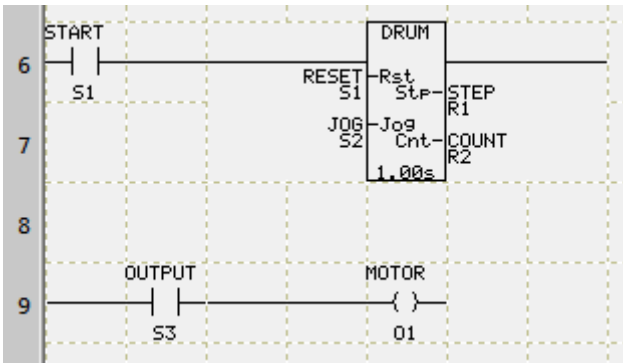 START DRUM
6
RESET Rst
S1 S1 Stp STEP
R1
JOG Jog
7 S2 Cnt COUNT
R2
1.00s
8
OUTPUT MOTOR
9
S3 O1